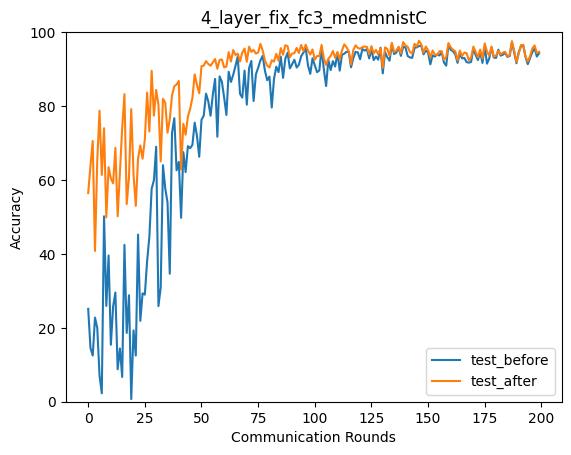 4_layer_fix_fc3_medmnistC
100
80
60
40
20
0
Accuracy
0 25 50 75 100 125 150 175 200
Communication Rounds
test_before
test_after